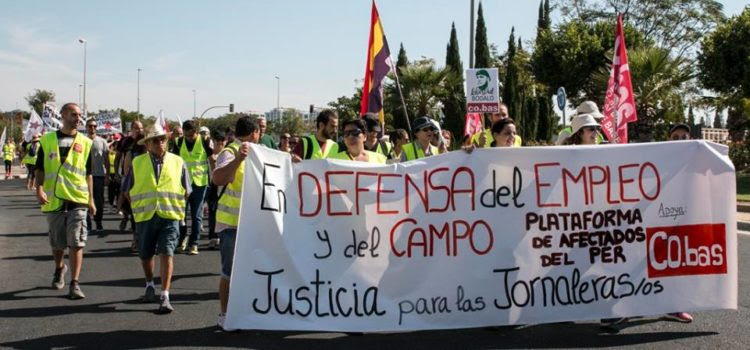 BODALO
co.bas
En DEFENSA del EMPLEO
y del CAMPO
PLATAFORMA
DE AFECTADOS
DEL PER
Apoya:
CO.bas
Justicia para las Jornaleras/os